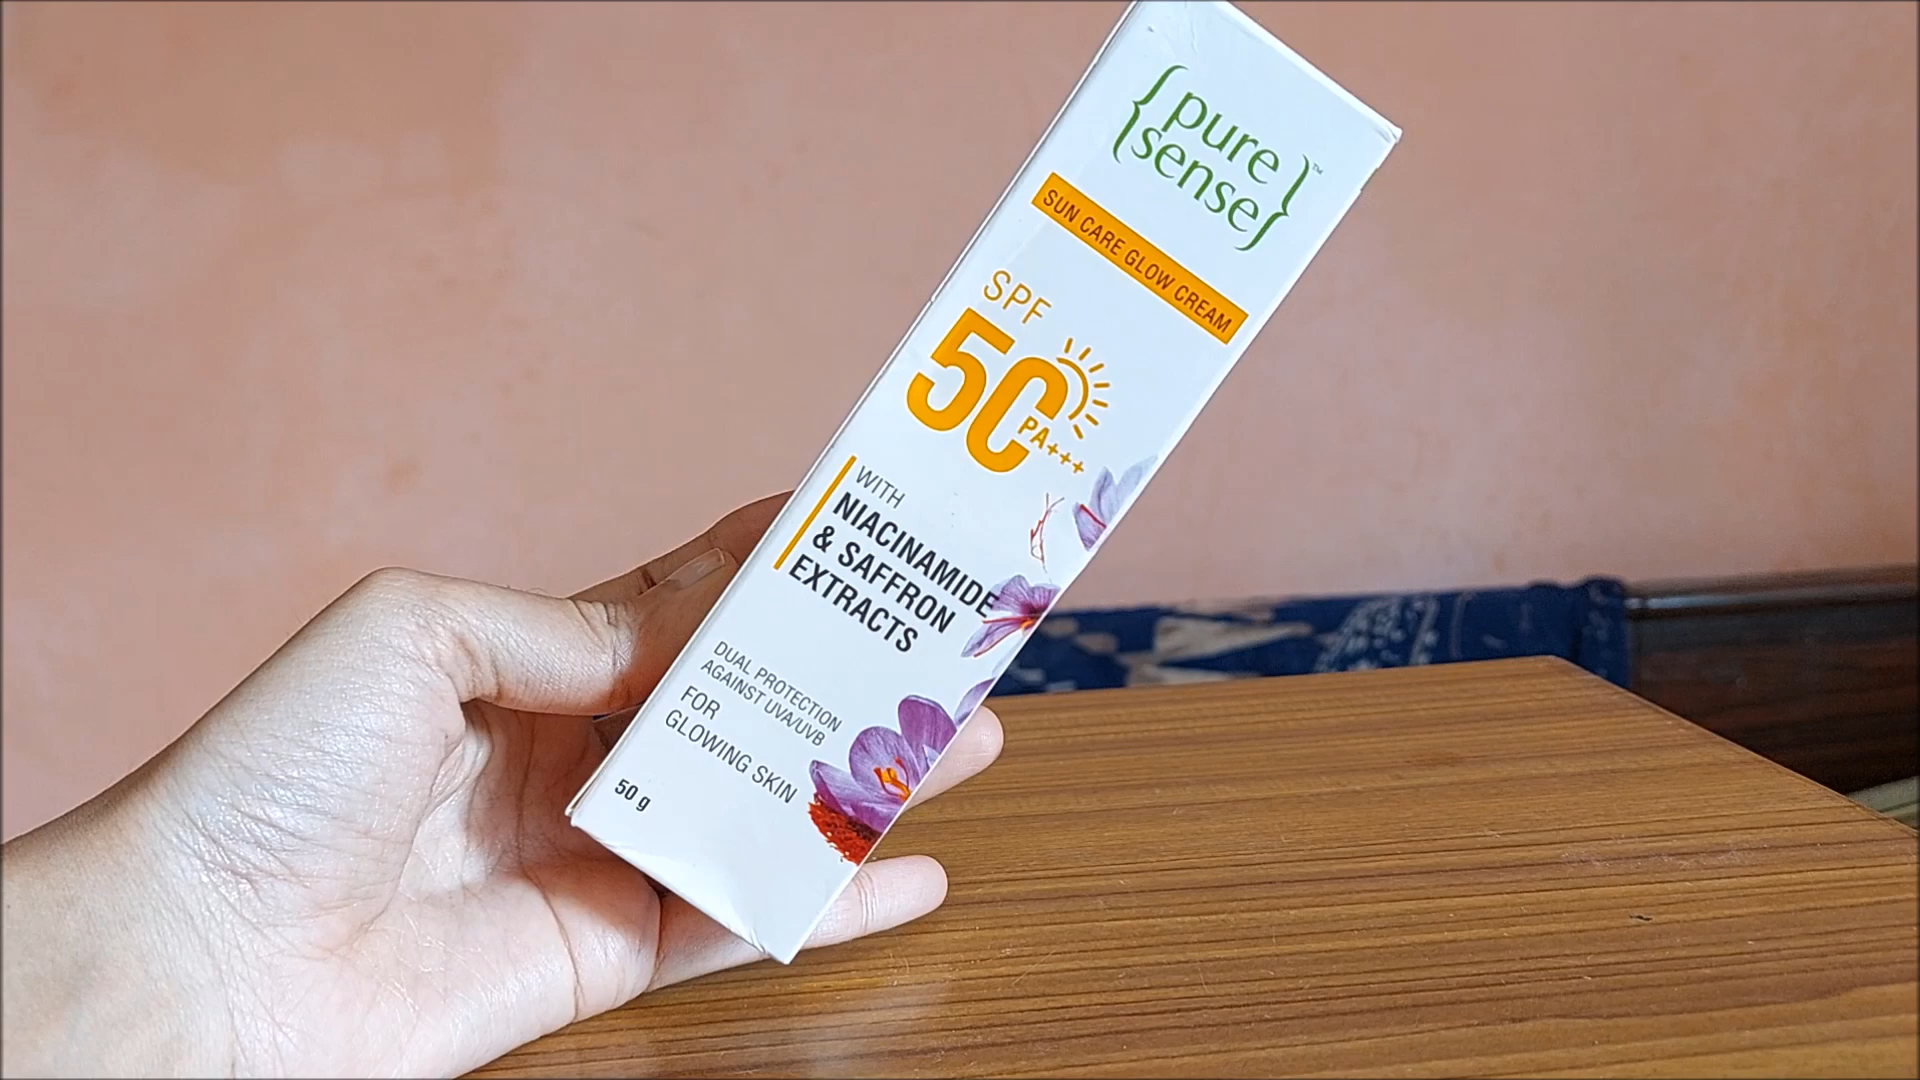 {pure
sense}™
SUN CARE GLOW CREAM
SPF
50
PA+++
WITH
NIACINAMIDE
& SAFFRON
EXTRACTS
DUAL PROTECTION
AGAINST UVA/UVB
FOR
GLOWING SKIN
50 g